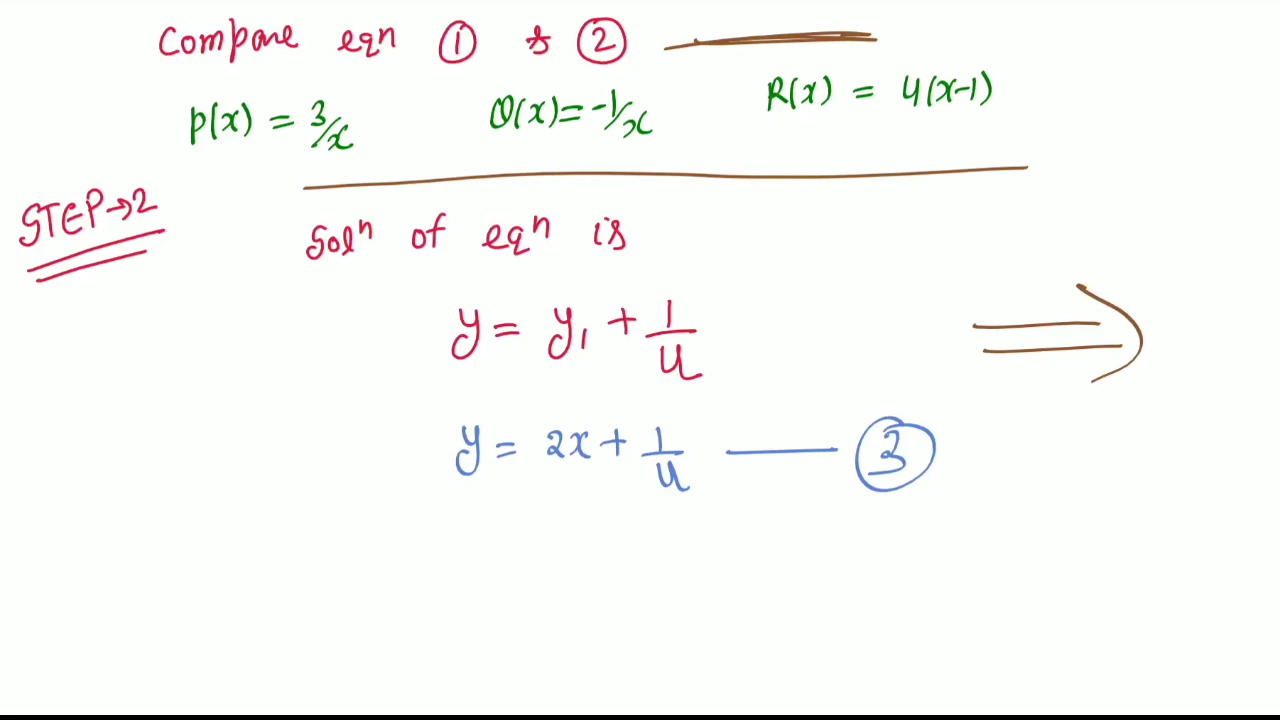 Compare eqn ① & ②
P(x) = 3/x Q(x) = -1/x R(x) = 4(x-1)
STEP→2
Solⁿ of eqⁿ is
y = y₁ + 1/u
y = 2x + 1/u —— ③